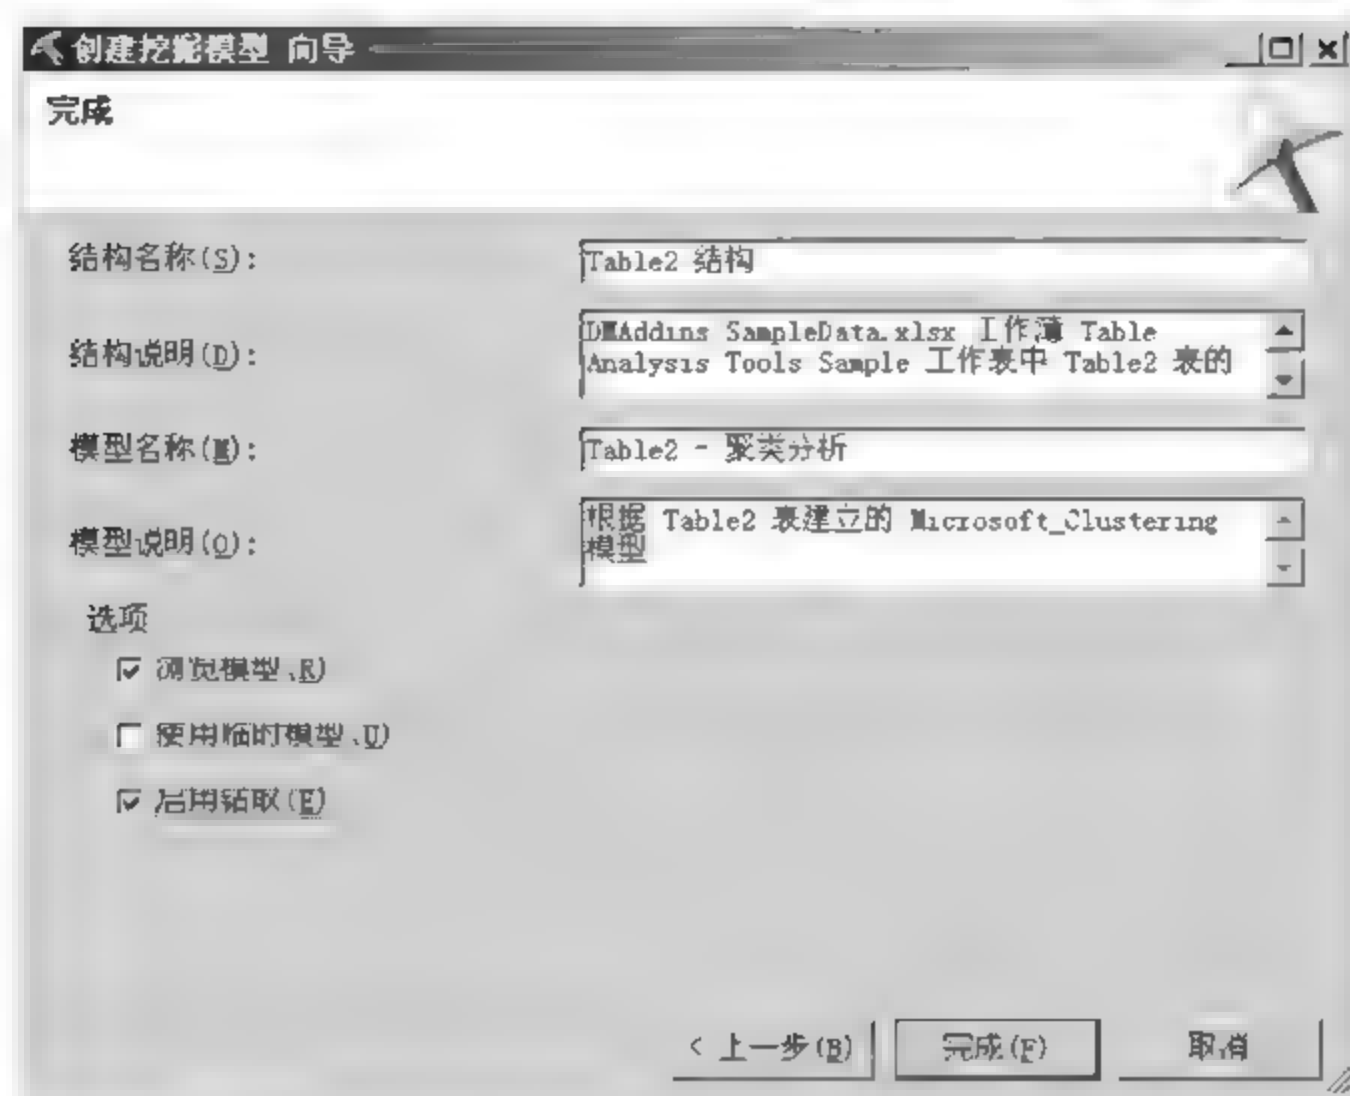 创建挖掘模型 向导
完成
结构名称(S):
Table2 结构
结构说明(D):
DMAddins SampleData.xlsx 工作簿 Table
Analysis Tools Sample 工作表中 Table2 表的
模型名称(M):
Table2 - 聚类分析
模型说明(O):
根据 Table2 表建立的 Microsoft_Clustering
模型
选项
浏览模型(R)
使用临时模型(U)
启用钻取(E)
< 上一步(B)
完成(F)
取消